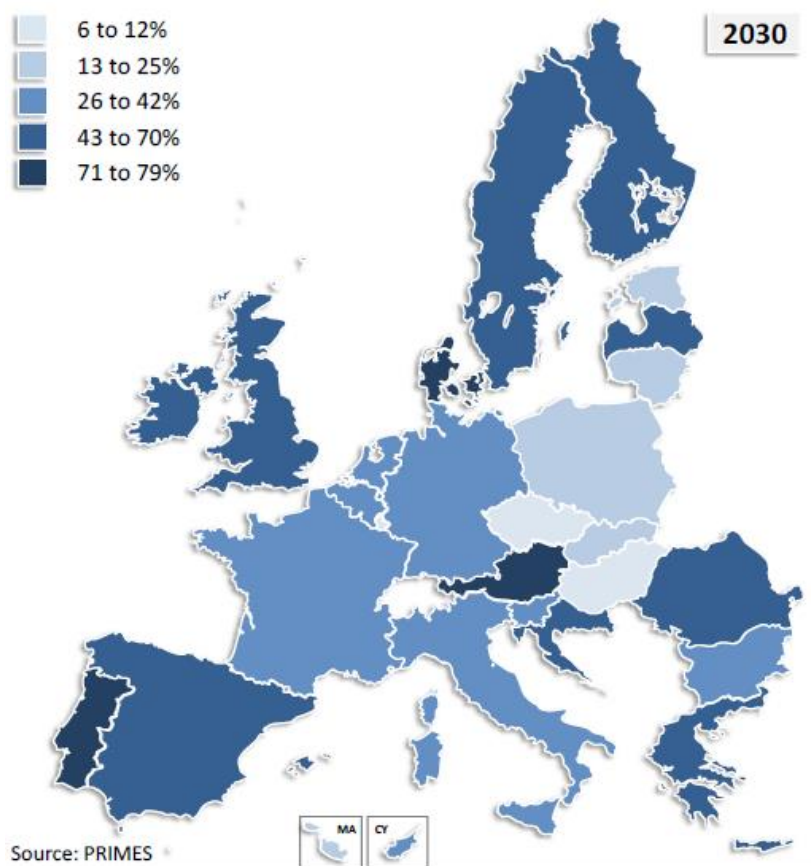 6 to 12%
13 to 25%
26 to 42%
43 to 70%
71 to 79%
2030
MA
CY
Source: PRIMES